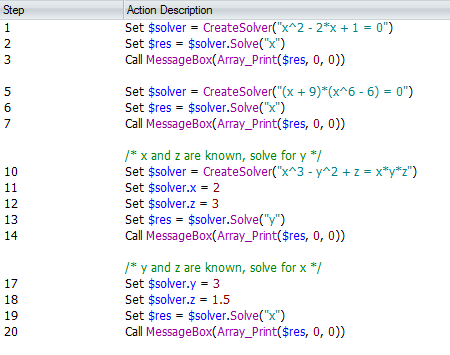 Step Action Description
1 Set $solver = CreateSolver("x^2 - 2*x + 1 = 0")
2 Set $res = $solver.Solve("x")
3 Call MessageBox(Array_Print($res, 0, 0))
5 Set $solver = CreateSolver("(x + 9)*(x^6 - 6) = 0")
6 Set $res = $solver.Solve("x")
7 Call MessageBox(Array_Print($res, 0, 0))
/* x and z are known, solve for y */
10 Set $solver = CreateSolver("x^3 - y^2 + z = x*y*z")
11 Set $solver.x = 2
12 Set $solver.z = 3
13 Set $res = $solver.Solve("y")
14 Call MessageBox(Array_Print($res, 0, 0))
/* y and z are known, solve for x */
17 Set $solver.y = 3
18 Set $solver.z = 1.5
19 Set $res = $solver.Solve("x")
20 Call MessageBox(Array_Print($res, 0, 0))